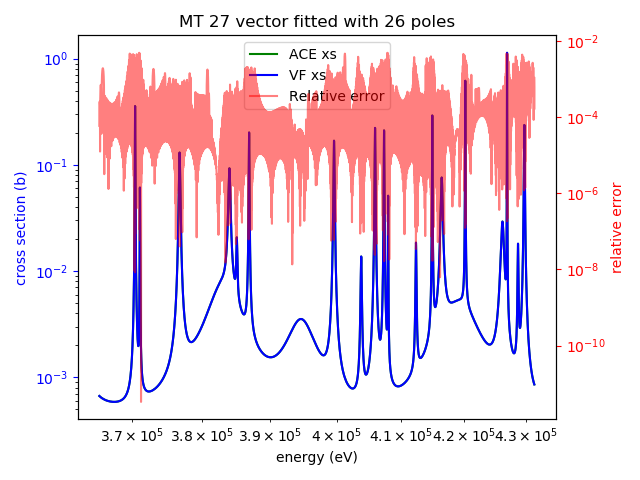 MT 27 vector fitted with 26 poles
ACE xs
VF xs
Relative error
10⁰
10⁻¹
10⁻²
10⁻³
cross section (b)
10⁻²
10⁻⁴
10⁻⁶
10⁻⁸
10⁻¹⁰
relative error
3.7 × 10⁵ 3.8 × 10⁵ 3.9 × 10⁵ 4 × 10⁵ 4.1 × 10⁵ 4.2 × 10⁵ 4.3 × 10⁵
energy (eV)